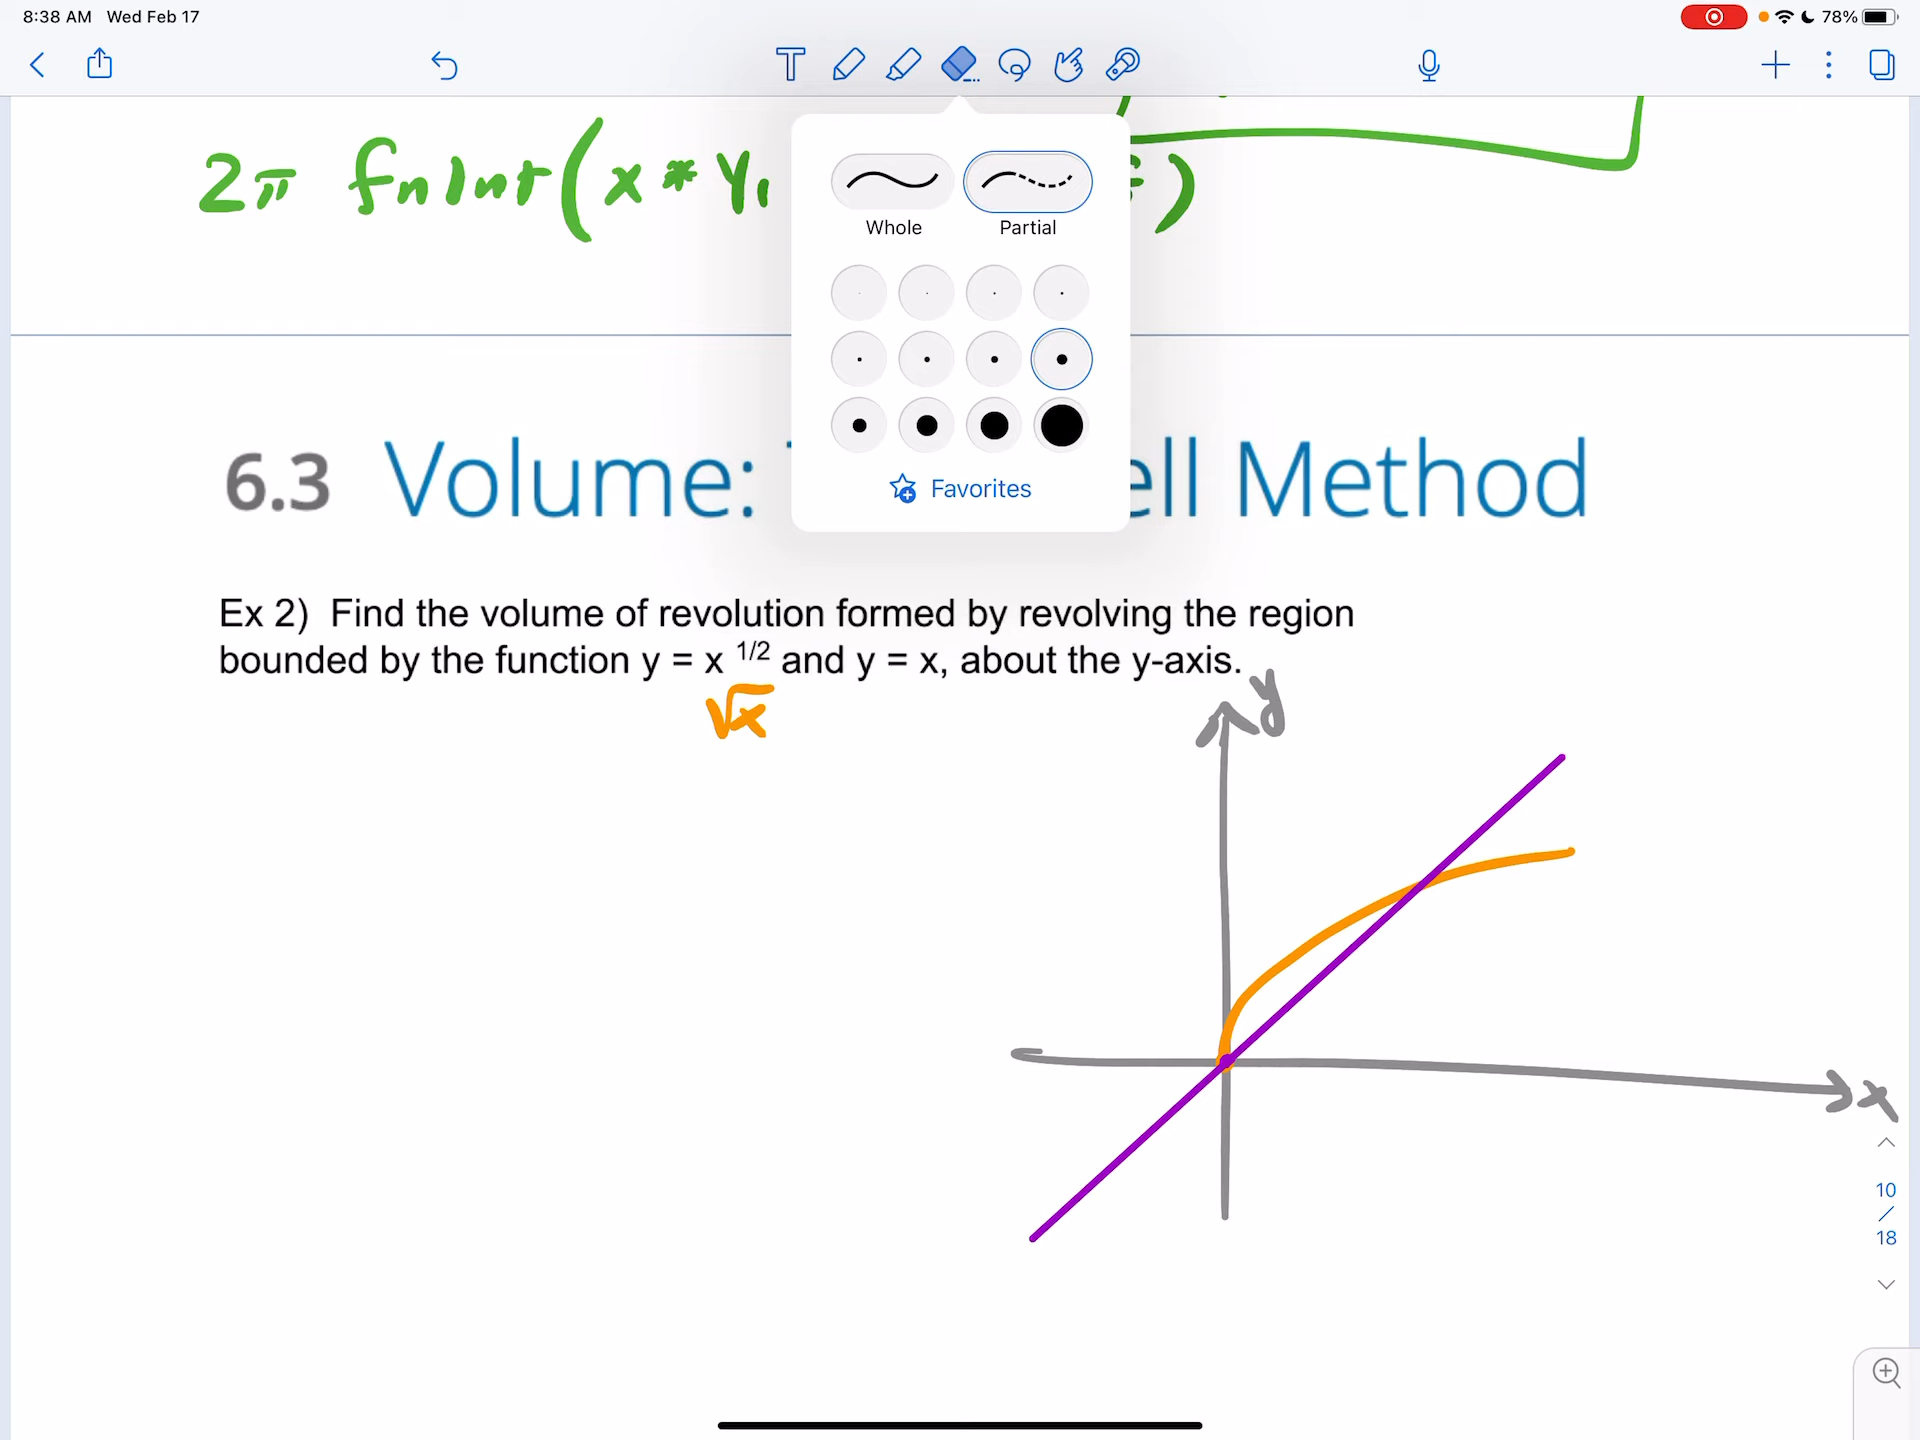 8:38 AM Wed Feb 17
78%
2π fnInt(x * Y₁ )
Whole
Partial
Favorites
6.3 Volume: ell Method
Ex 2) Find the volume of revolution formed by revolving the region
bounded by the function y = x 1/2 and y = x, about the y-axis.
√x
y
x
10
/
18